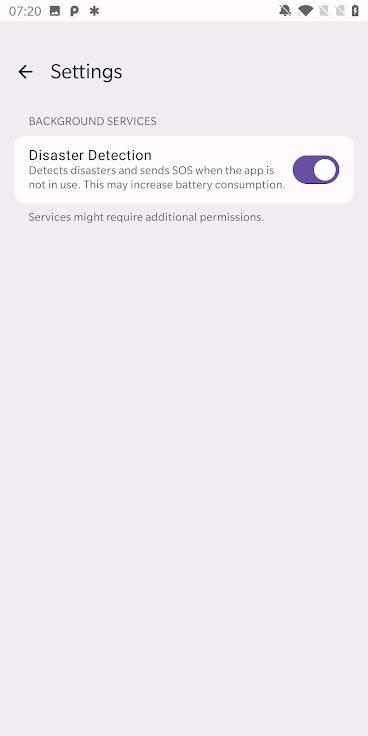 07:20
Settings
BACKGROUND SERVICES
Disaster Detection
Detects disasters and sends SOS when the app is
not in use. This may increase battery consumption.
Services might require additional permissions.